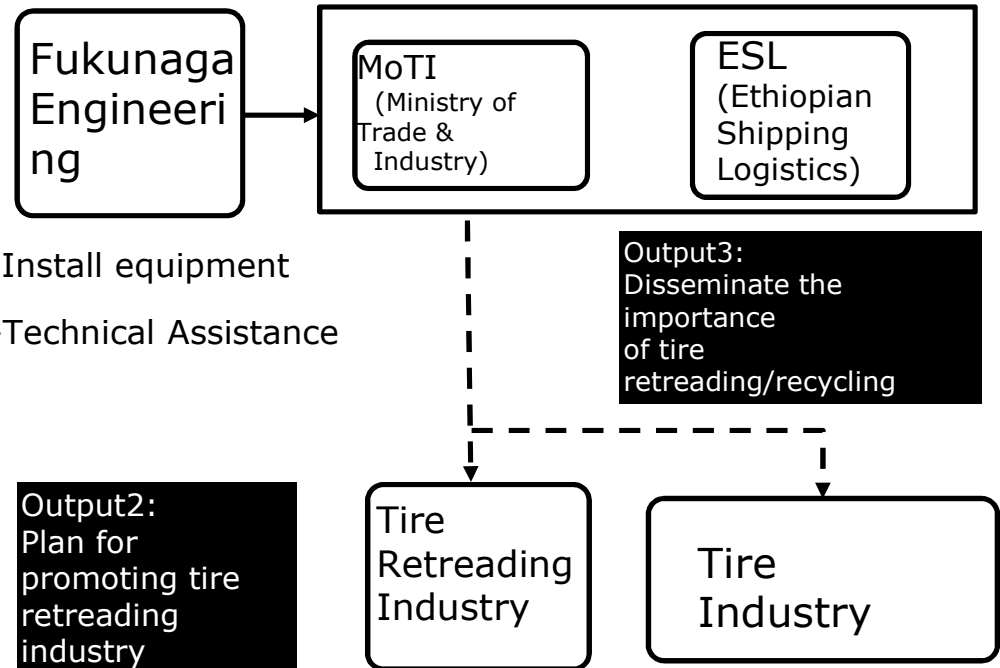 Fukunaga
Engineeri
ng
MoTI
(Ministry of
Trade &
Industry)
ESL
(Ethiopian
Shipping
Logistics)
Install equipment
Technical Assistance
Output3:
Disseminate the
importance
of tire
retreading/recycling
Output2:
Plan for
promoting tire
retreading
industry
Tire
Retreading
Industry
Tire
Industry